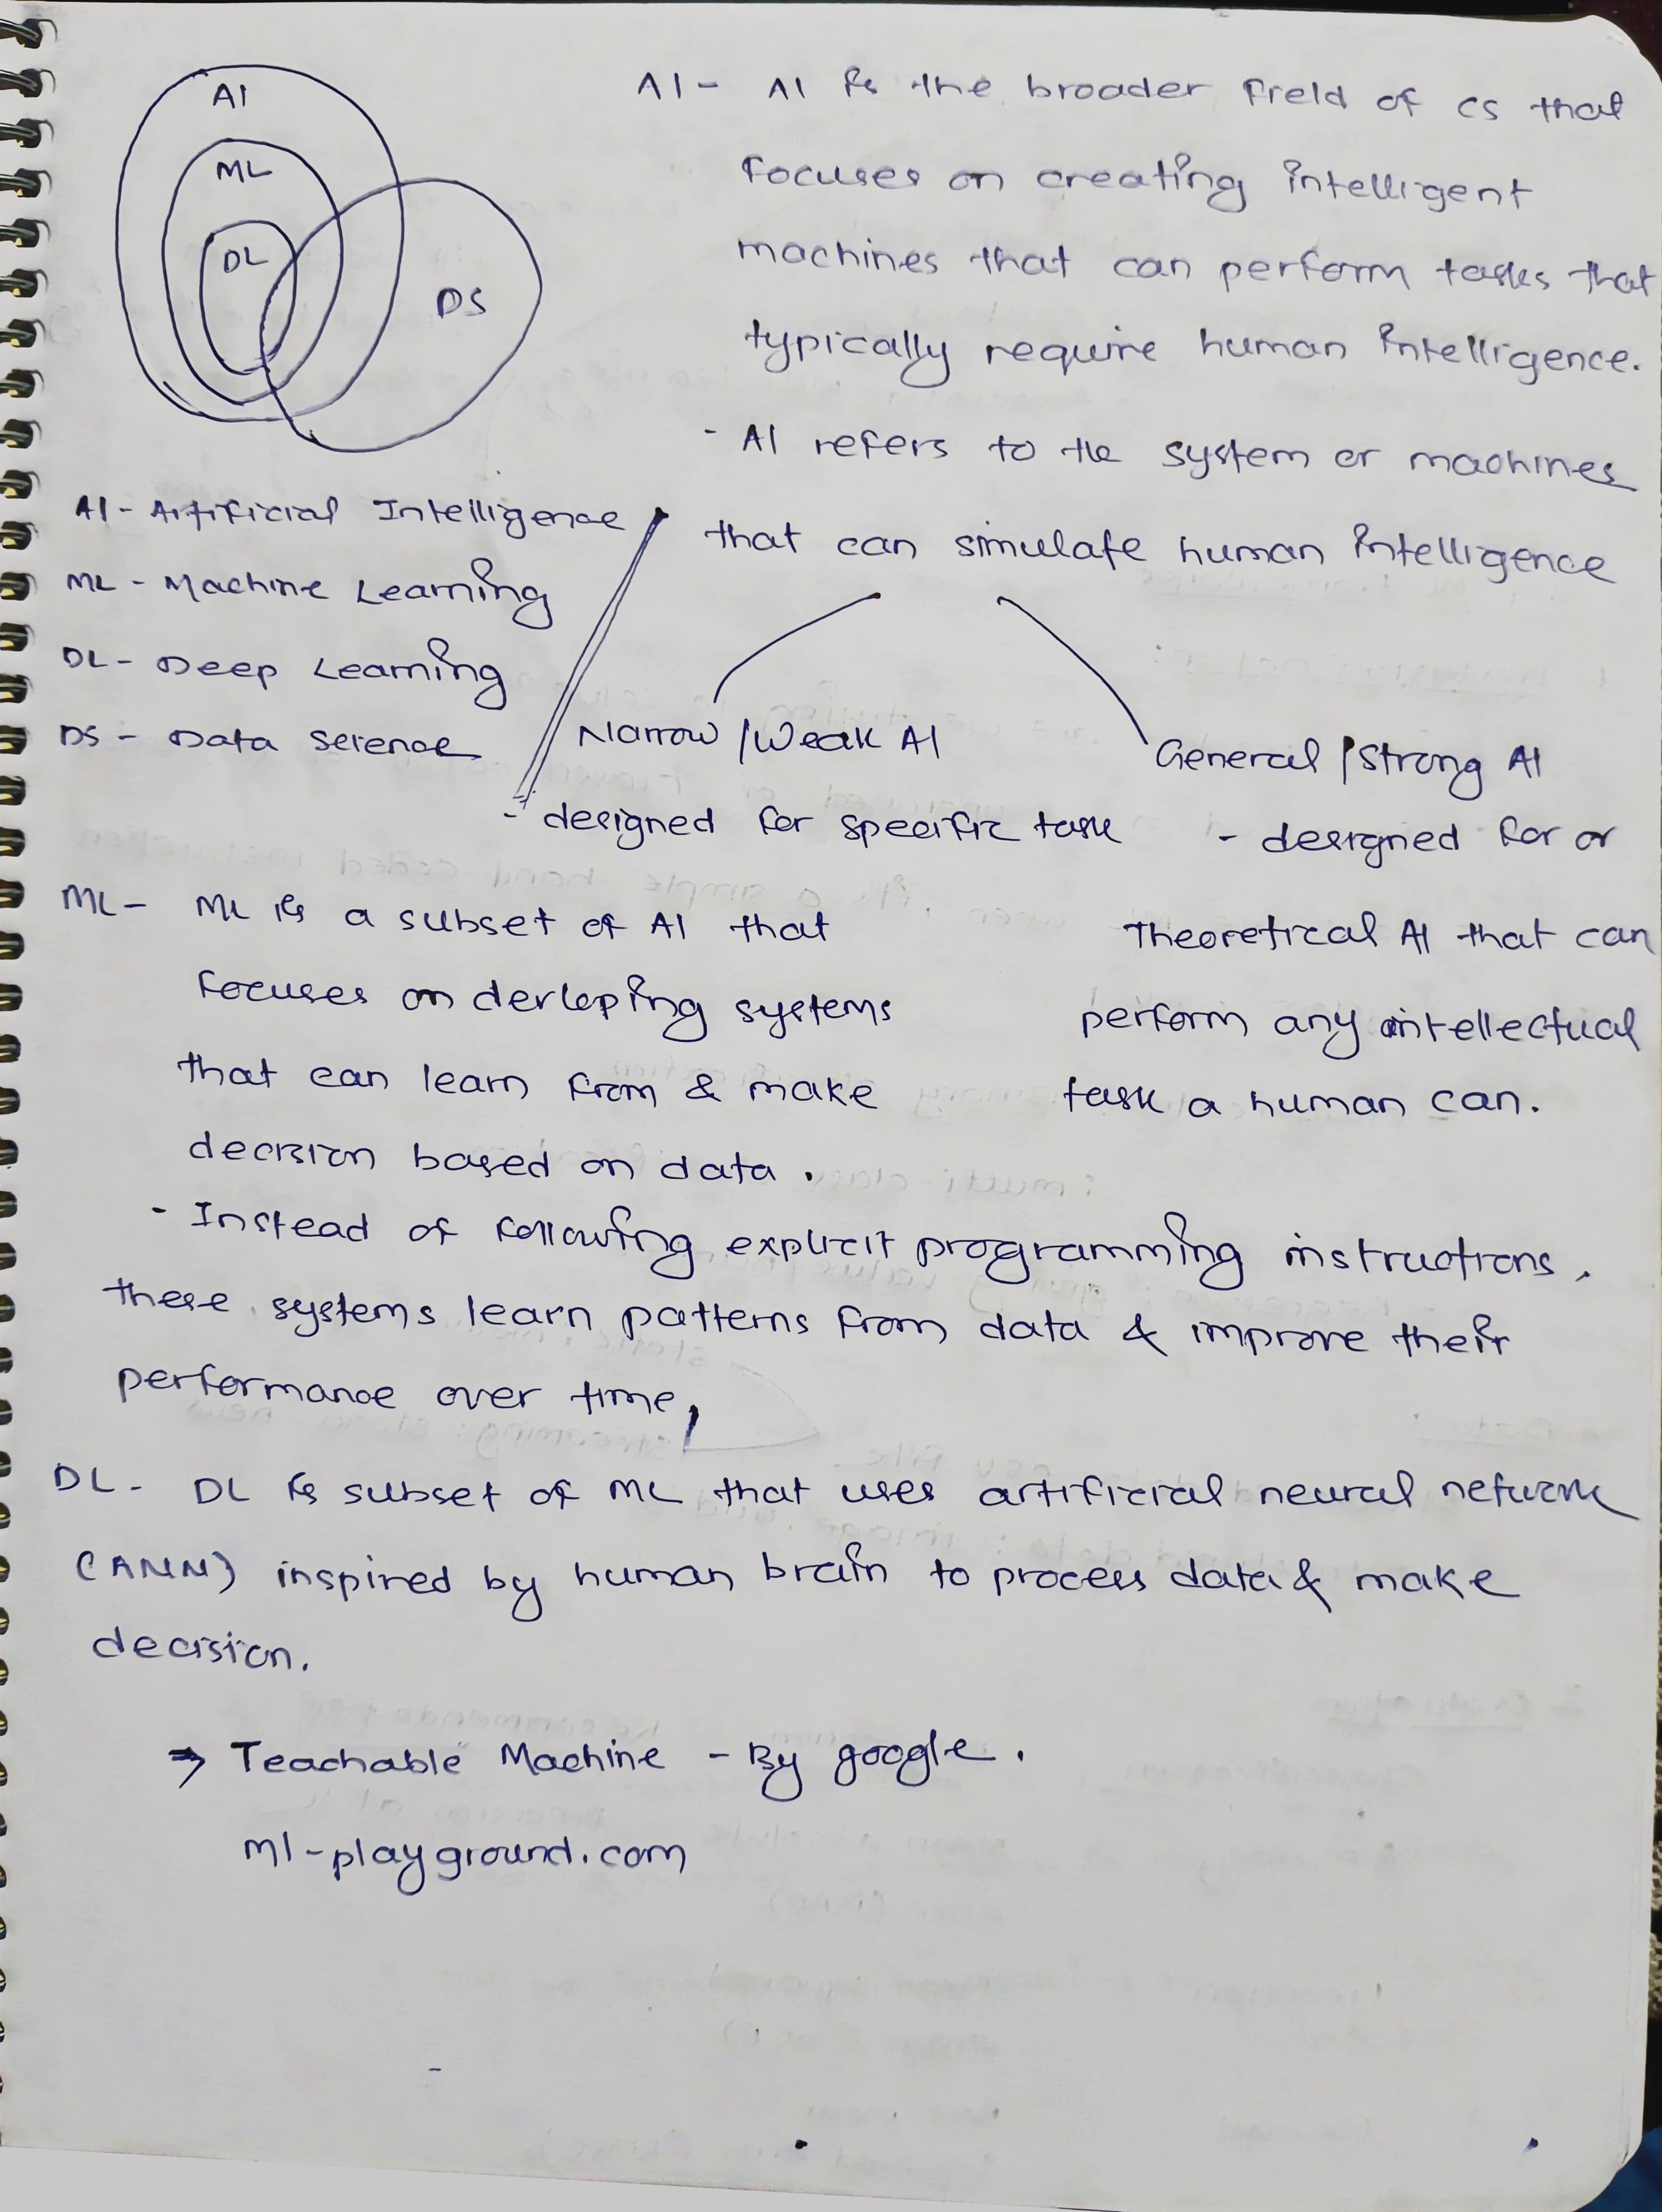 AI
ML
DL
DS
AI - Artificial Intelligence
ML - Machine Learning
DL - Deep Learning
DS - Data Science
AI - AI is the broader field of CS that
focuses on creating intelligent
machines that can perform tasks that
typically require human intelligence.
- AI refers to the system or machines
that can simulate human intelligence
Narrow / Weak AI
- designed for specific task
General / Strong AI
- designed for or
Theoretical AI that can
perform any intellectual
task a human can.
ML - ML is a subset of AI that
focuses on derleping systems
that can learn from & make
decision based on data.
- Instead of following explicit programming instructions,
these systems learn patterns from data & improve their
performance over time,
DL - DL is subset of ML that uses artificial neural network
(ANN) inspired by human brain to process data & make
decision.
⇒ Teachable Machine - By google.
ml-playground.com